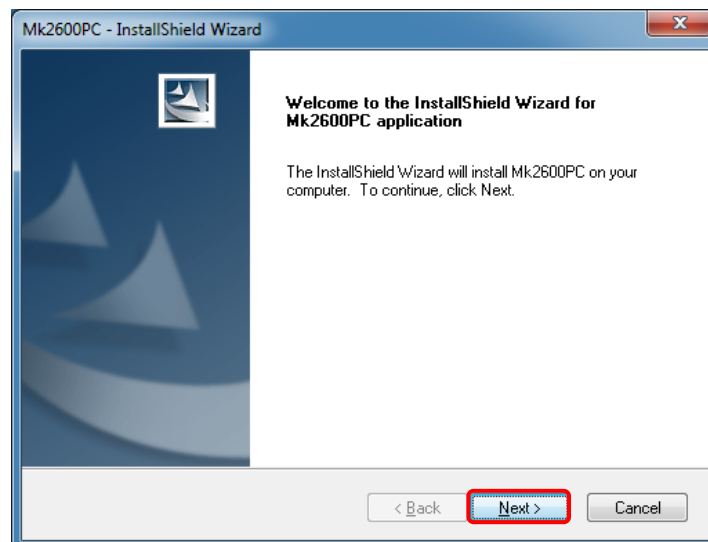 Mk2600PC - InstallShield Wizard
Welcome to the InstallShield Wizard for
Mk2600PC application
The InstallShield Wizard will install Mk2600PC on your
computer.  To continue, click Next.
< Back
Next >
Cancel